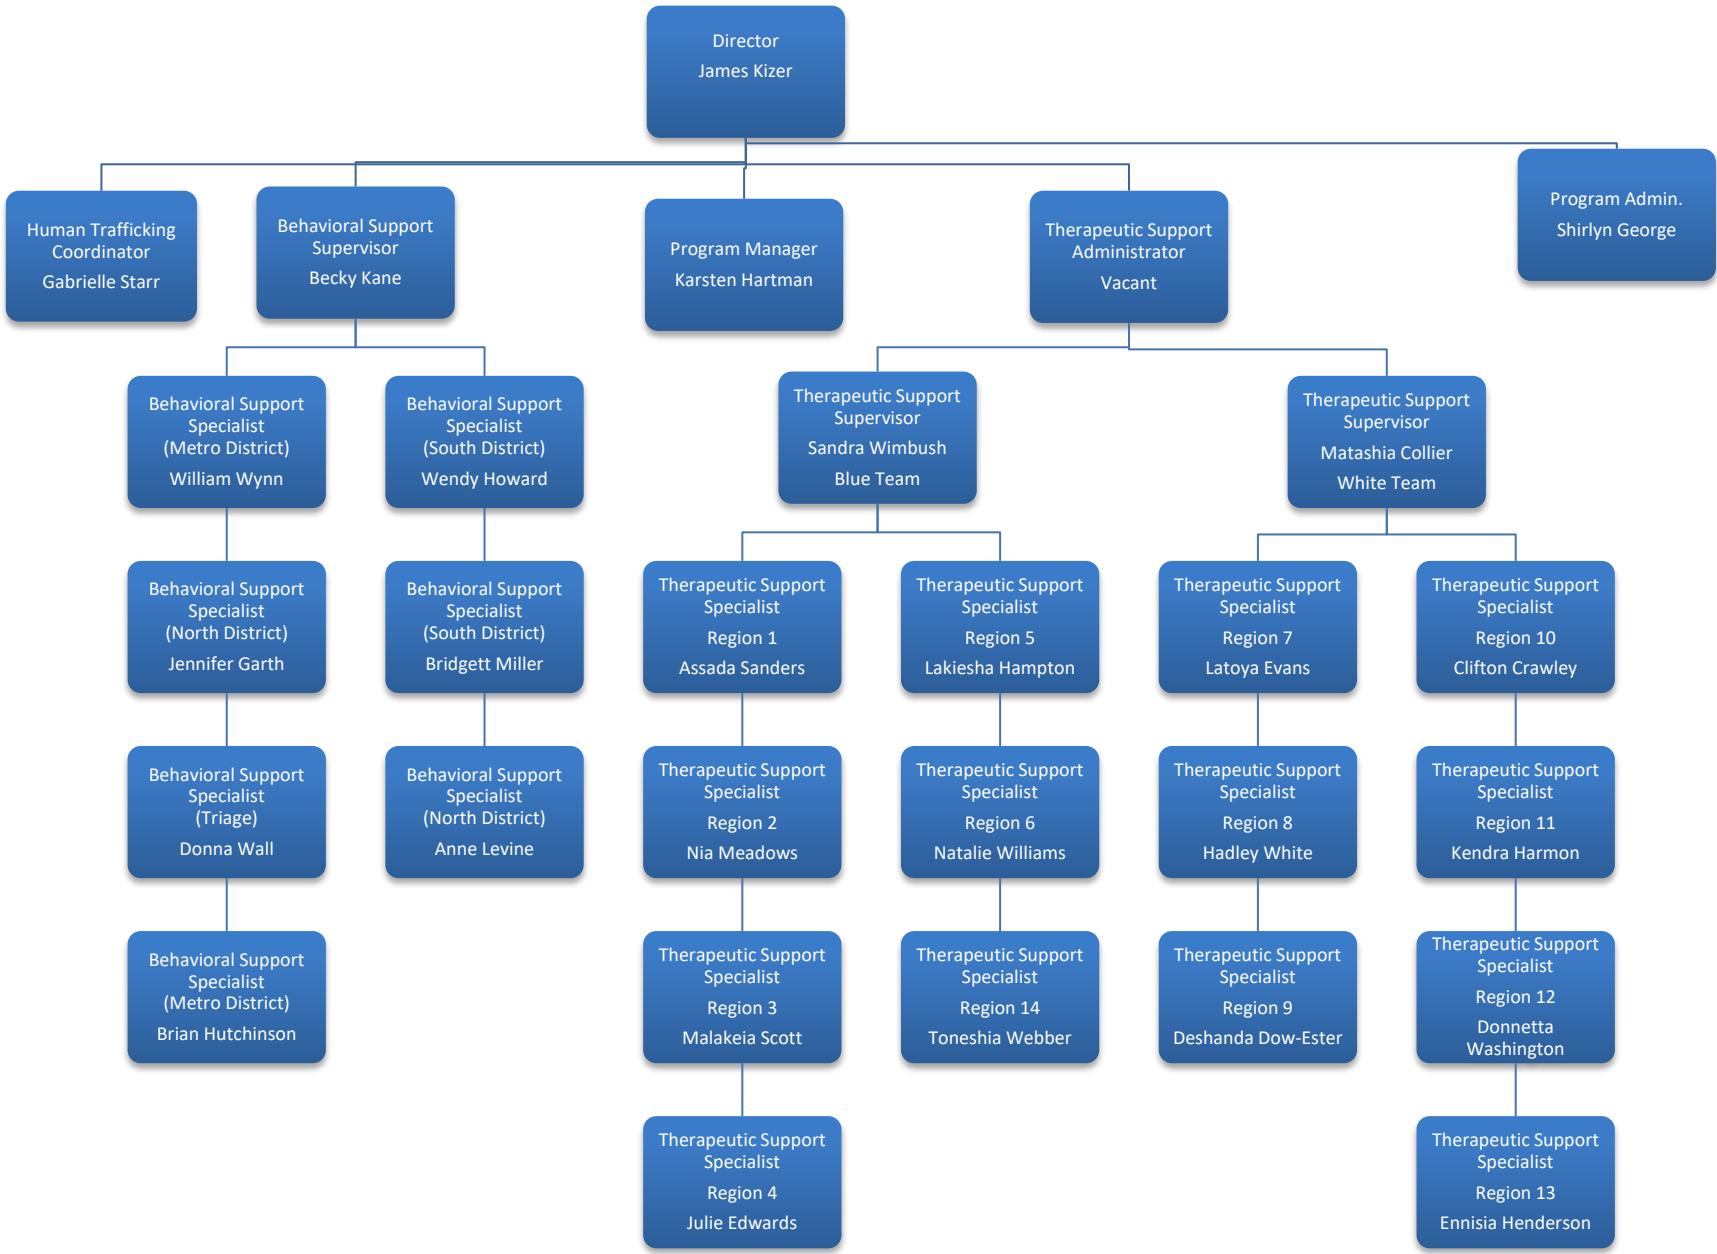 Director
James Kizer
Human Trafficking
Coordinator
Gabrielle Starr
Behavioral Support
Supervisor
Becky Kane
Program Manager
Karsten Hartman
Therapeutic Support
Administrator
Vacant
Program Admin.
Shirlyn George
Behavioral Support
Specialist
(Metro District)
William Wynn
Behavioral Support
Specialist
(South District)
Wendy Howard
Therapeutic Support
Supervisor
Sandra Wimbush
Blue Team
Therapeutic Support
Supervisor
Matashia Collier
White Team
Behavioral Support
Specialist
(North District)
Jennifer Garth
Behavioral Support
Specialist
(South District)
Bridgett Miller
Therapeutic Support
Specialist
Region 1
Assada Sanders
Therapeutic Support
Specialist
Region 5
Lakiesha Hampton
Therapeutic Support
Specialist
Region 7
Latoya Evans
Therapeutic Support
Specialist
Region 10
Clifton Crawley
Behavioral Support
Specialist
(Triage)
Donna Wall
Behavioral Support
Specialist
(North District)
Anne Levine
Therapeutic Support
Specialist
Region 2
Nia Meadows
Therapeutic Support
Specialist
Region 6
Natalie Williams
Therapeutic Support
Specialist
Region 8
Hadley White
Therapeutic Support
Specialist
Region 11
Kendra Harmon
Behavioral Support
Specialist
(Metro District)
Brian Hutchinson
Therapeutic Support
Specialist
Region 3
Malakeia Scott
Therapeutic Support
Specialist
Region 14
Toneshia Webber
Therapeutic Support
Specialist
Region 9
Deshanda Dow-Ester
Therapeutic Support
Specialist
Region 12
Donnetta
Washington
Therapeutic Support
Specialist
Region 4
Julie Edwards
Therapeutic Support
Specialist
Region 13
Ennisia Henderson